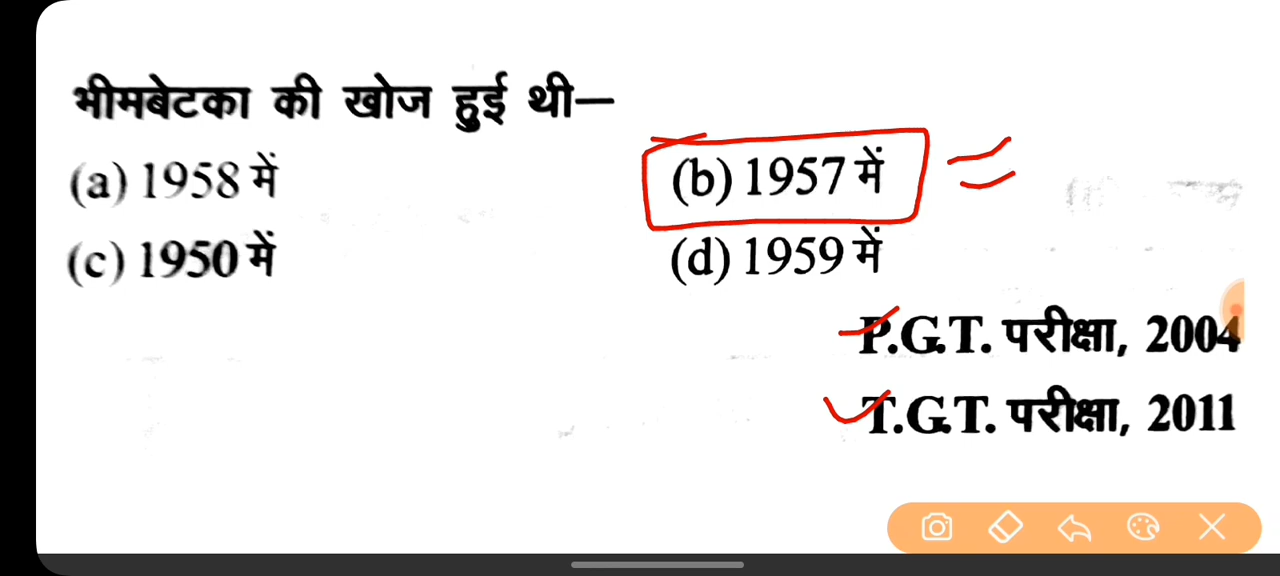 भीमबेटका की खोज हुई थी—
(a) 1958 में (b) 1957 में
(c) 1950 में (d) 1959 में
P.G.T. परीक्षा, 2004
T.G.T. परीक्षा, 2011